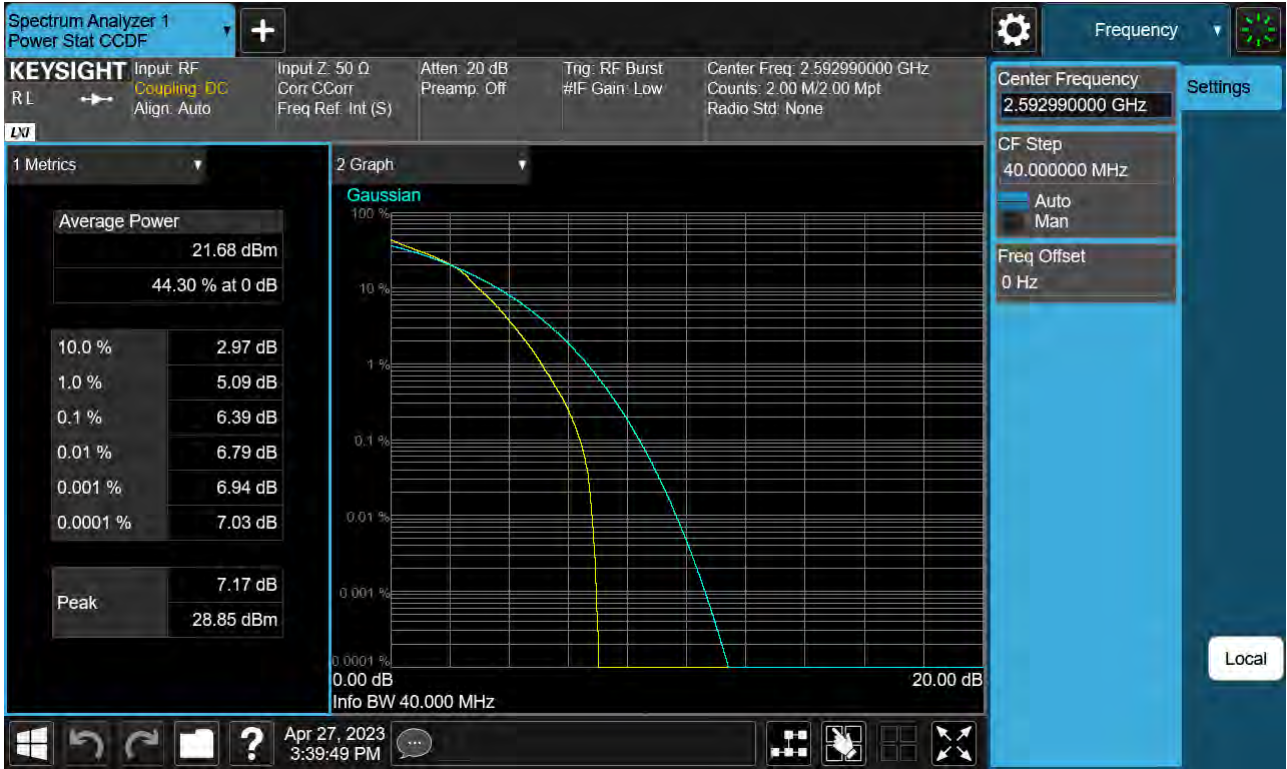 Spectrum Analyzer 1
Power Stat CCDF
+
Frequency
KEYSIGHT
R L
LXI
Input: RF
Coupling: DC
Align: Auto
Input Z: 50 Ω
Corr CCorr
Freq Ref: Int (S)
Atten: 20 dB
Preamp: Off
Trig: RF Burst
#IF Gain: Low
Center Freq: 2.592990000 GHz
Counts: 2.00 M/2.00 Mpt
Radio Std: None
Center Frequency
2.592990000 GHz
Settings
CF Step
40.000000 MHz
Auto
Man
Freq Offset
0 Hz
1 Metrics
Average Power
21.68 dBm
44.30 % at 0 dB
10.0 % 2.97 dB
1.0 % 5.09 dB
0.1 % 6.39 dB
0.01 % 6.79 dB
0.001 % 6.94 dB
0.0001 % 7.03 dB
Peak
7.17 dB
28.85 dBm
2 Graph
Gaussian
100 %
10 %
1 %
0.1 %
0.01 %
0.001 %
0.0001 %
0.00 dB 20.00 dB
Info BW 40.000 MHz
Local
?
Apr 27, 2023
3:39:49 PM